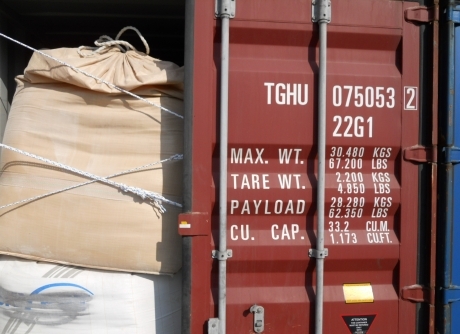 TGHU 075053 2
22G1
MAX. WT. 30.480 KGS
67.200 LBS
TARE WT. 2.200 KGS
4.850 LBS
PAYLOAD 28.280 KGS
62.350 LBS
CU. CAP. 33.2 CU.M.
1.173 CU.FT.